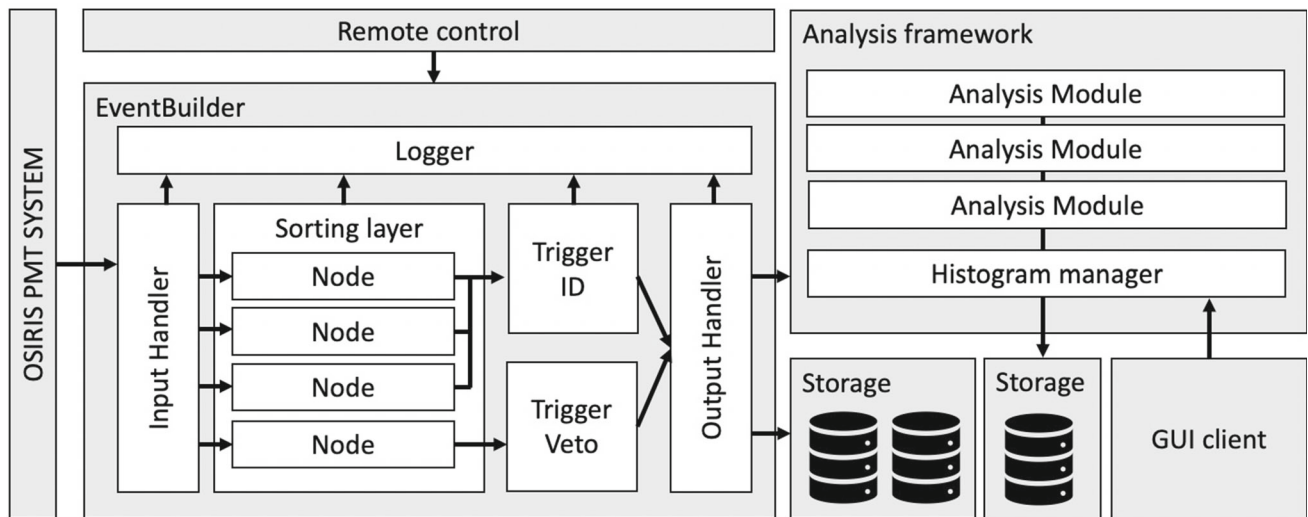 OSIRIS PMT SYSTEM
Remote control
EventBuilder
Logger
Input Handler
Sorting layer
Node
Node
Node
Node
Trigger
ID
Trigger
Veto
Output Handler
Analysis framework
Analysis Module
Analysis Module
Analysis Module
Histogram manager
Storage
Storage
GUI client